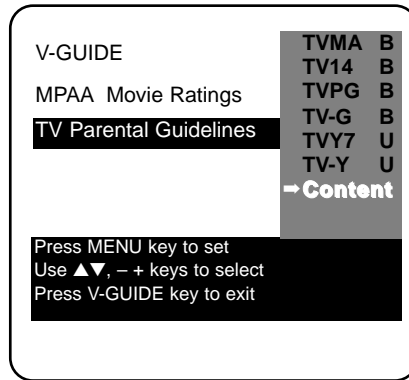 V-GUIDE
MPAA Movie Ratings
TV Parental Guidelines
TVMA B
TV14 B
TVPG B
TV-G B
TVY7 U
TV-Y U
➡Content
Press MENU key to set
Use ▲▼, – + keys to select
Press V-GUIDE key to exit